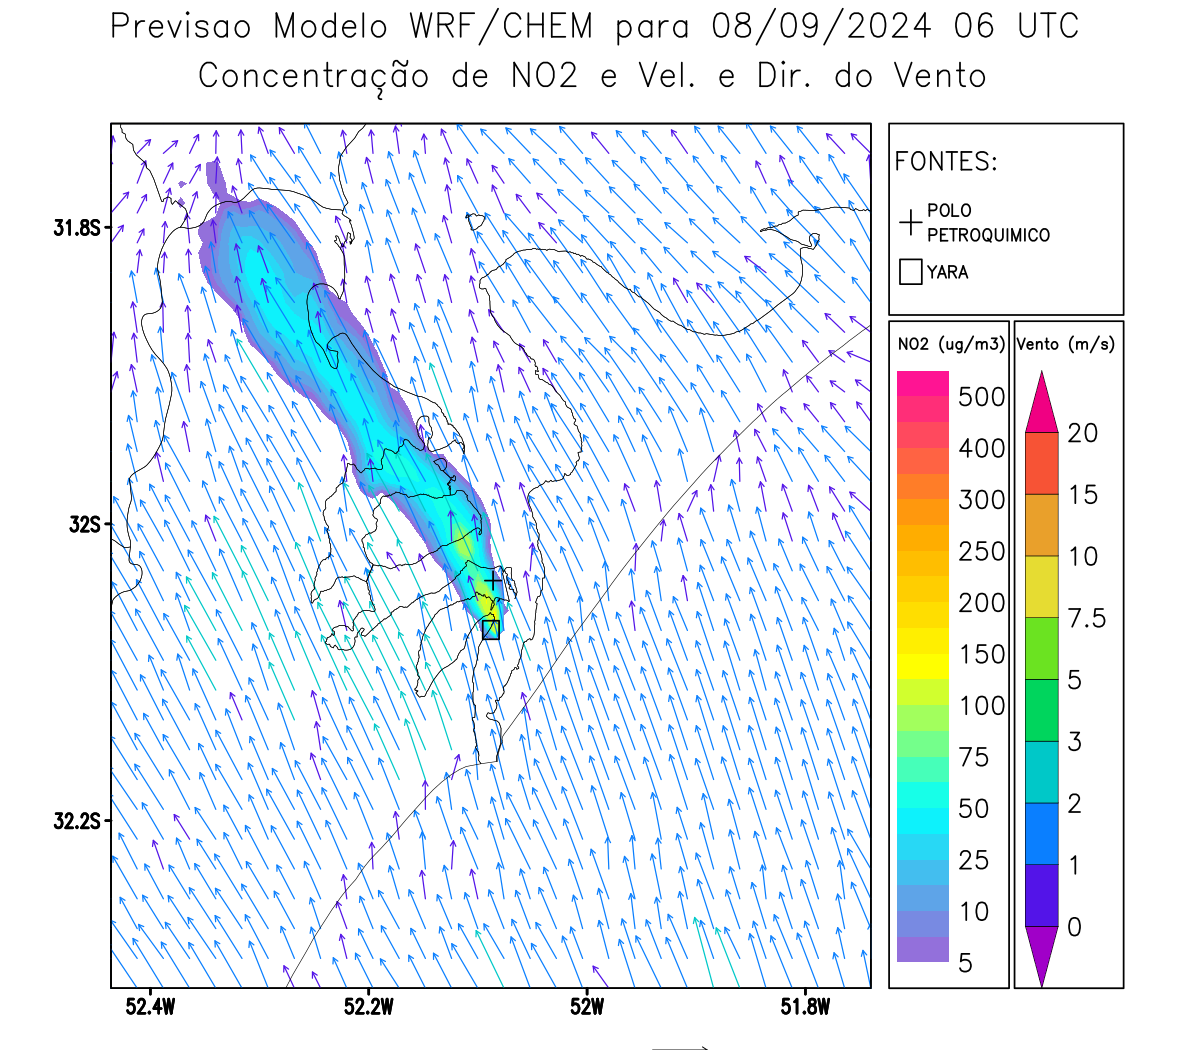 Previsao Modelo WRF/CHEM para 08/09/2024 06 UTC
Concentração de NO2 e Vel. e Dir. do Vento
FONTES:
POLO
PETROQUIMICO
YARA
NO2 (ug/m3)
500
400
300
250
200
150
100
75
50
25
10
5
Vento (m/s)
20
15
10
7.5
5
3
2
1
0
31.8S
32S
32.2S
52.4W
52.2W
52W
51.8W